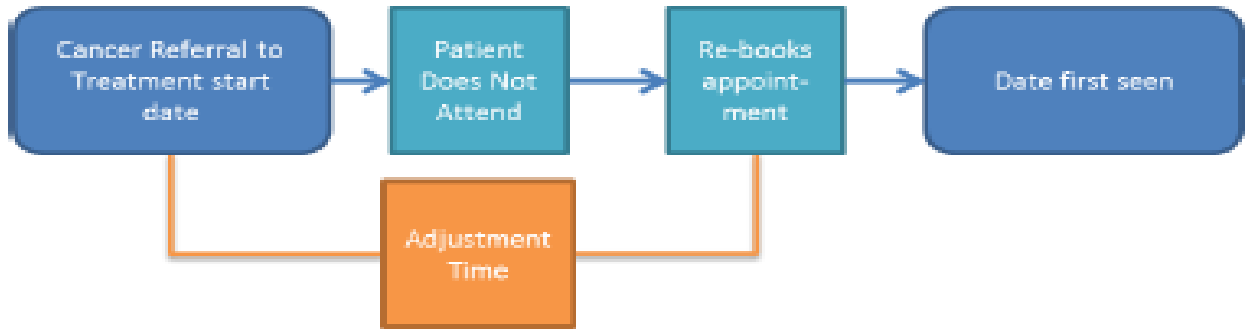 Cancer Referral to
Treatment start
date
Patient
Does Not
Attend
Re-books
appoint-
ment
Date first seen
Adjustment
Time